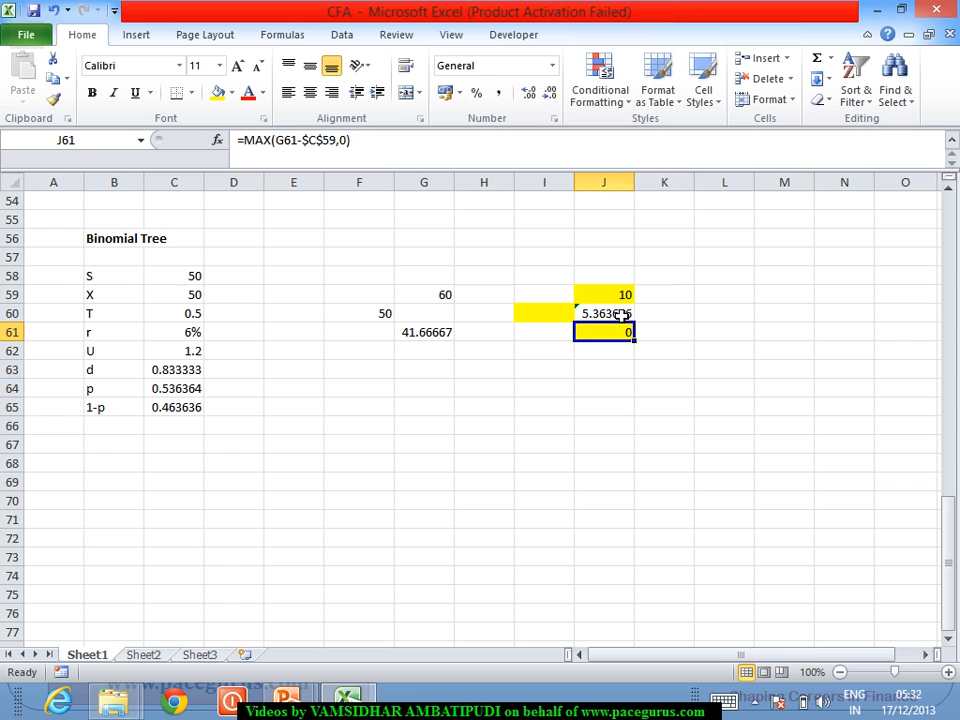 CFA - Microsoft Excel (Product Activation Failed)
File Home Insert Page Layout Formulas Data Review View Developer
Calibri 11 General
Paste Conditional Formatting Format as Table Cell Styles Insert Delete Format Sort & Filter Find & Select
Clipboard Font Alignment Number Styles Cells Editing
J61 fx =MAX(G61-$C$59,0)
A B C D E F G H I J K L M N O
54
55
56 Binomial Tree
57
58 S 50
59 X 50 60 10
60 T 0.5 50
61 r 6% 41.66667 0
62 U 1.2
63 d 0.833333
64 p 0.536364
65 1-p 0.463636
66
67
68
69
70
71
72
73
74
75
76
77
Sheet1 Sheet2 Sheet3
Ready 100%
www.pacegurus.com
ENG 05:32
IN 17/12/2013
Videos by VAMSIDHAR AMBATIPUDI on behalf of www.pacegurus.com